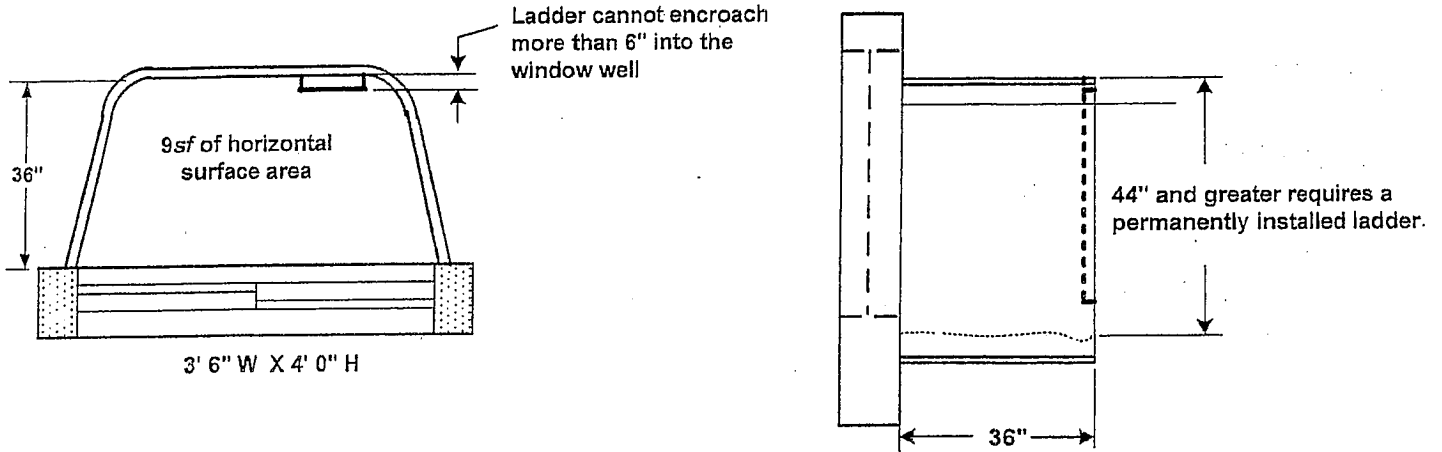 Ladder cannot encroach
more than 6" into the
window well
9sf of horizontal
surface area
36"
3' 6" W X 4' 0" H
44" and greater requires a
permanently installed ladder.
36"